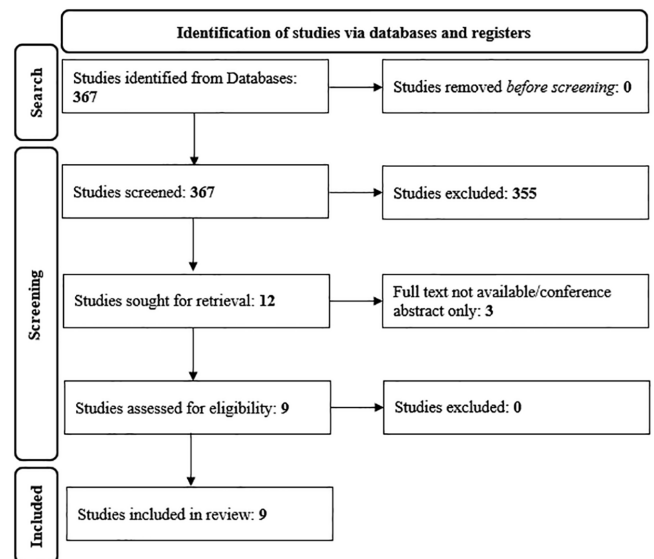 Identification of studies via databases and registers
Search
Studies identified from Databases:
367
Studies removed before screening: 0
Screening
Studies screened: 367
Studies excluded: 355
Studies sought for retrieval: 12
Full text not available/conference
abstract only: 3
Studies assessed for eligibility: 9
Studies excluded: 0
Included
Studies included in review: 9